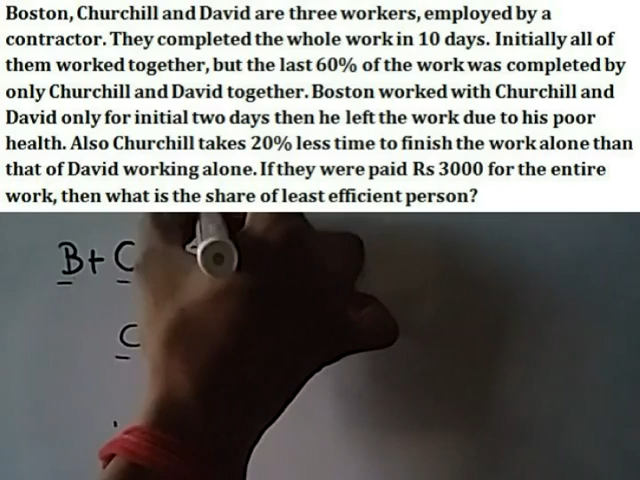 Boston, Churchill and David are three workers, employed by a
contractor. They completed the whole work in 10 days. Initially all of
them worked together, but the last 60% of the work was completed by
only Churchill and David together. Boston worked with Churchill and
David only for initial two days then he left the work due to his poor
health. Also Churchill takes 20% less time to finish the work alone than
that of David working alone. If they were paid Rs 3000 for the entire
work, then what is the share of least efficient person?
B+ C
C